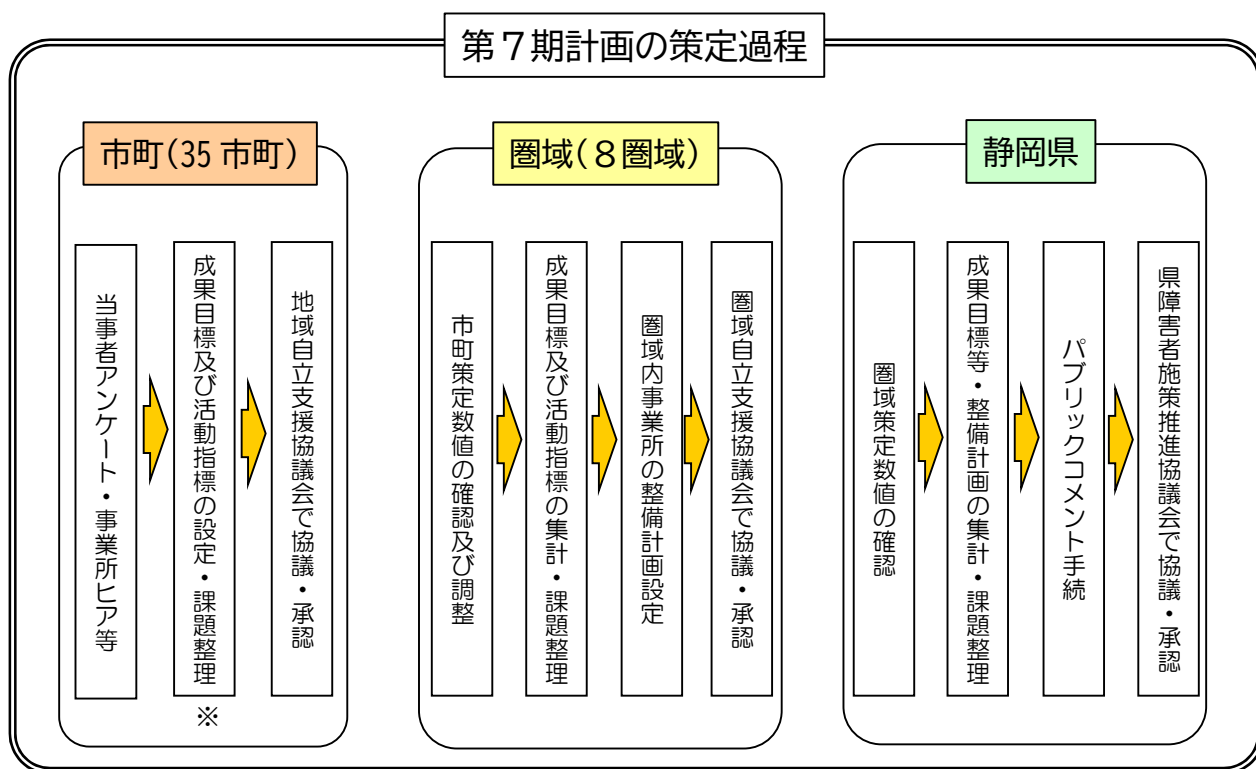 第７期計画の策定過程
市町(35 市町)
当事者アンケート・事業所ヒア等
成果目標及び活動指標の設定・課題整理
※
地域自立支援協議会で協議・承認
圏域(８圏域)
市町策定数値の確認及び調整
成果目標及び活動指標の集計・課題整理
圏域内事業所の整備計画設定
圏域自立支援協議会で協議・承認
静岡県
圏域策定数値の確認
成果目標等・整備計画の集計・課題整理
パブリックコメント手続
県障害者施策推進協議会で協議・承認